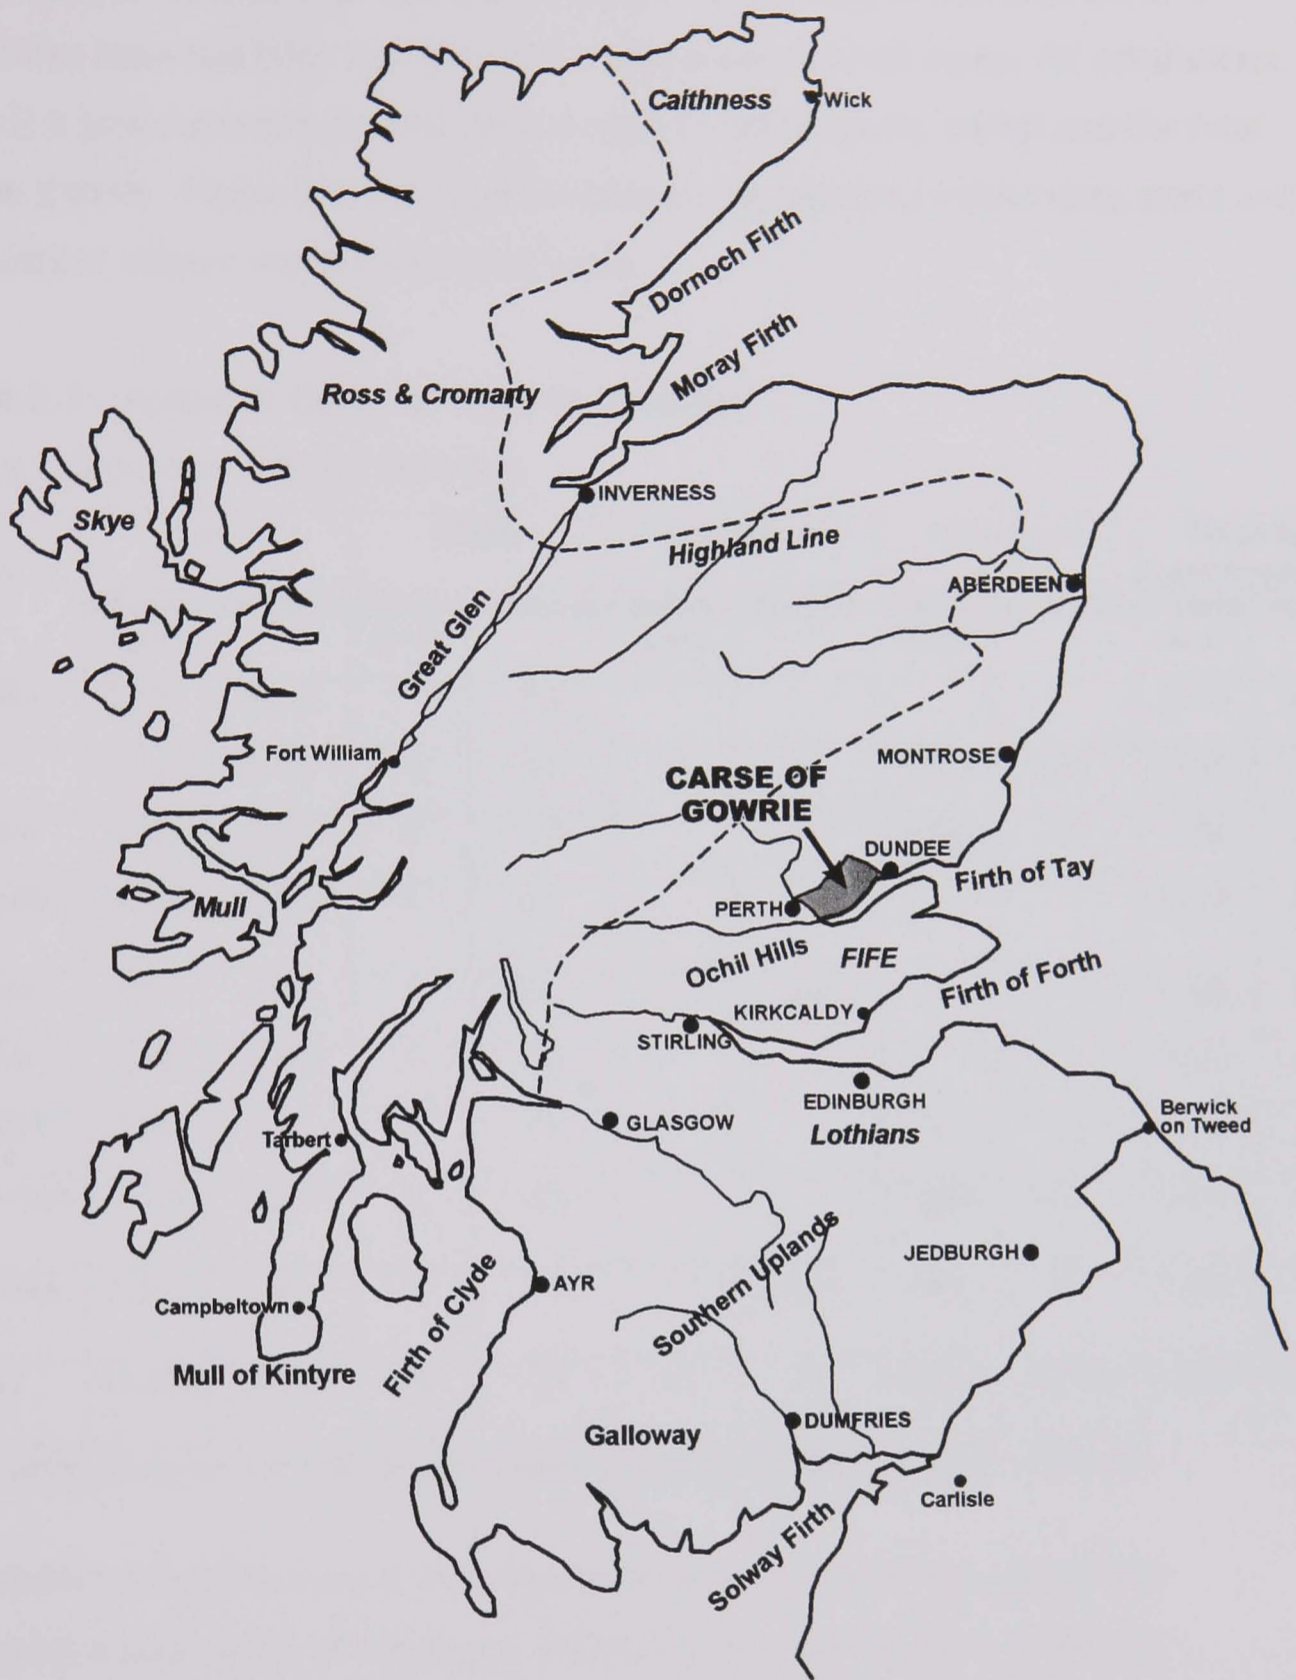 Caithness
Wick
Dornoch Firth
Moray Firth
Ross & Cromarty
Skye
INVERNESS
Highland Line
ABERDEEN
Great Glen
Fort William
MONTROSE
CARSE OF
GOWRIE
DUNDEE
Firth of Tay
Mull
PERTH
Ochil Hills
FIFE
Firth of Forth
KIRKCALDY
STIRLING
EDINBURGH
Lothians
GLASGOW
Berwick
on Tweed
Tarbert
JEDBURGH
Southern Uplands
Firth of Clyde
AYR
Campbeltown
Mull of Kintyre
DUMFRIES
Galloway
Carlisle
Solway Firth